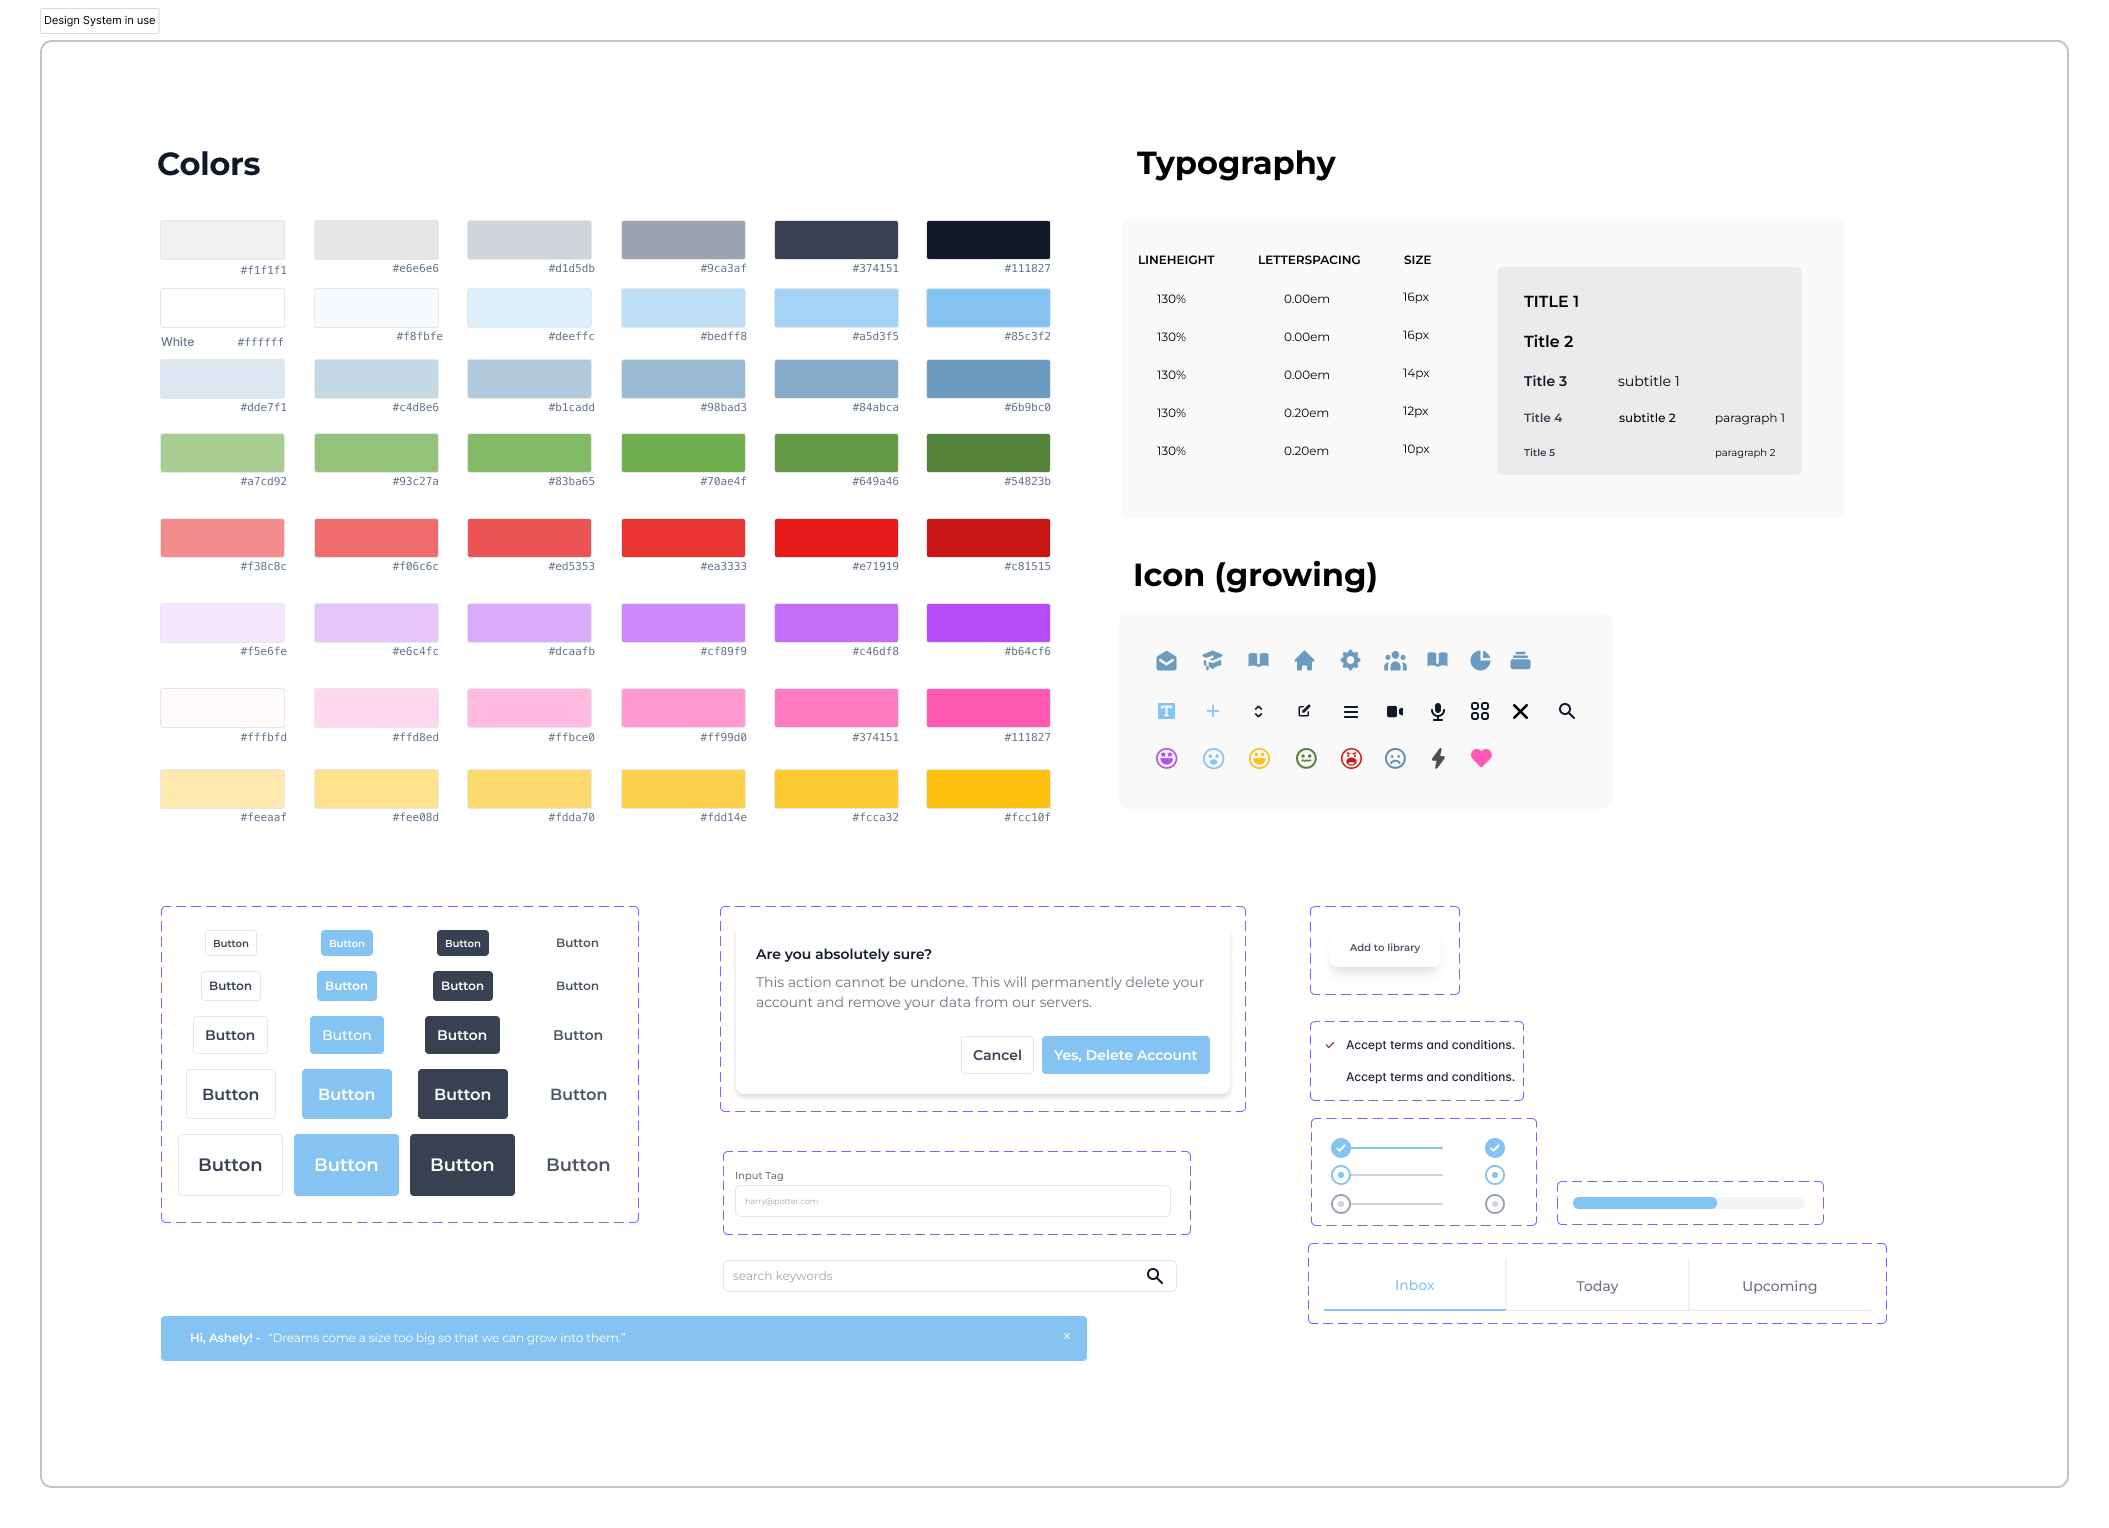 Design System in use
Colors
#f1f1f1 #e6e6e6 #d1d5db #9ca3af #374151 #111827
White #ffffff #f8fbfe #deeffc #bedff8 #a5d3f5 #85c3f2
#dde7f1 #c4d8e6 #b1cadd #98bad3 #84abca #6b9bc0
#a7cd92 #93c27a #83ba65 #70ae4f #649a46 #54823b
#f38c8c #f06c6c #ed5353 #ea3333 #e71919 #c81515
#f5e6fe #e6c4fc #dcaafb #cf89f9 #c46df8 #b64cf6
#fffbfd #ffd8ed #ffbce0 #ff99d0 #374151 #111827
#feeaaf #fee08d #fdda70 #fdd14e #fcca32 #fcc10f
Typography
LINEHEIGHT LETTERSPACING SIZE
130% 0.00em 16px
130% 0.00em 16px
130% 0.00em 14px
130% 0.20em 12px
130% 0.20em 10px
TITLE 1
Title 2
Title 3 subtitle 1
Title 4 subtitle 2 paragraph 1
Title 5 paragraph 2
Icon (growing)
Button Button Button Button
Button Button Button Button
Button Button Button Button
Button Button Button Button
Button Button Button Button
Are you absolutely sure?
This action cannot be undone. This will permanently delete your
account and remove your data from our servers.
Cancel Yes, Delete Account
Input Tag
harry@potter.com
search keywords
Hi, Ashely! - “Dreams come a size too big so that we can grow into them.”
Add to library
Accept terms and conditions.
Accept terms and conditions.
Inbox Today Upcoming